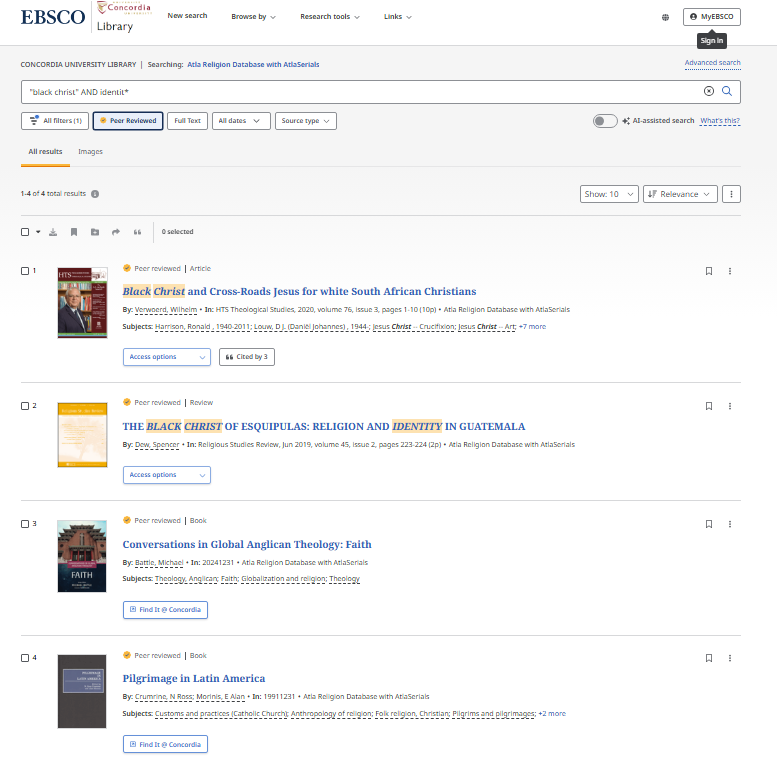 EBSCO
Concordia
UNIVERSITY
Library
New search
Browse by
Research tools
Links
MyEBSCO
Sign in
CONCORDIA UNIVERSITY LIBRARY | Searching: Atla Religion Database with AtlaSerials
Advanced search
"black christ" AND identit*
All filters (1)
Peer Reviewed
Full Text
All dates
Source type
AI-assisted search
What's this?
All results
Images
1-4 of 4 total results
Show: 10
Relevance
0 selected
1
Peer reviewed | Article
Black Christ and Cross-Roads Jesus for white South African Christians
By: Verwoerd, Wilhelm • In: HTS Theological Studies, 2020, volume 76, issue 3, pages 1-10 (10p) • Atla Religion Database with AtlaSerials
Subjects: Harrison, Ronald , 1940-2011; Louw, D.J. (Daniël Johannes) , 1944-; Jesus Christ -- Crucifixion; Jesus Christ -- Art; +7 more
HTS
Access options
Cited by 3
2
Peer reviewed | Review
THE BLACK CHRIST OF ESQUIPULAS: RELIGION AND IDENTITY IN GUATEMALA
By: Dew, Spencer • In: Religious Studies Review, Jun 2019, volume 45, issue 2, pages 223-224 (2p) • Atla Religion Database with AtlaSerials
Access options
3
Peer reviewed | Book
Conversations in Global Anglican Theology: Faith
By: Battle, Michael • In: 20241231 • Atla Religion Database with AtlaSerials
Subjects: Theology, Anglican; Faith; Globalization and religion; Theology
FAITH
Find It @ Concordia
4
Peer reviewed | Book
Pilgrimage in Latin America
By: Crumrine, N Ross; Morinis, E Alan • In: 19911231 • Atla Religion Database with AtlaSerials
Subjects: Customs and practices (Catholic Church); Anthropology of religion; Folk religion, Christian; Pilgrims and pilgrimages; +2 more
Find It @ Concordia